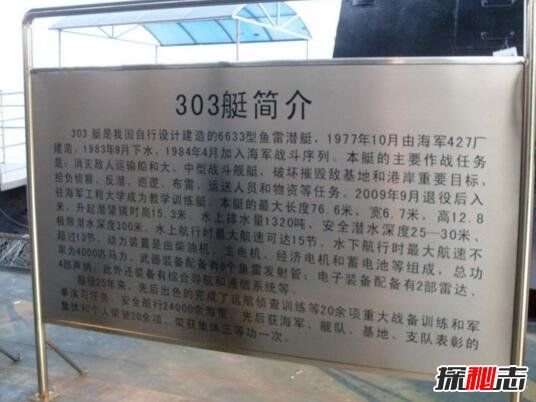 303艇简介
303 艇是我国自行设计建造的6633型鱼雷潜艇，1977年10月由海军427厂
建造，1983年9月下水，1984年4月加入海军战斗序列。本艇的主要作战任务
是：消灭敌人运输船和大、中型战斗舰艇，破坏摧毁敌基地和港岸重要目标，
担负侦察、反潜、巡逻、布雷、运送人员和物资等任务。2009年9月退役后入
驻海军工程大学成为教学训练艇。本艇的最大长度76.6米、宽6.7米，高12.8
米，升起潜望镜时高15.3米，水上排水量1320吨，安全潜水深度25—30米，
极限潜水深度300米，水上航行时最大航速可达15节，水下航行时最大航速不
超过13节。动力装置是由柴油机、主电机、经济电机和蓄电池等组成，总功
率为4000匹马力。武器装备配备有8个鱼雷发射管；电子装备配备有2部雷达、
4部声纳；此外还装备有综合导航和通信系统等。
服役25年来，先后出色的完成了远航侦查训练等20余项重大战备训练和军
事演习任务，安全航行24000余海里，先后获海军、舰队、基地、支队表彰的
集体和个人荣誉30余项，荣获集体三等功一次。
探秘志